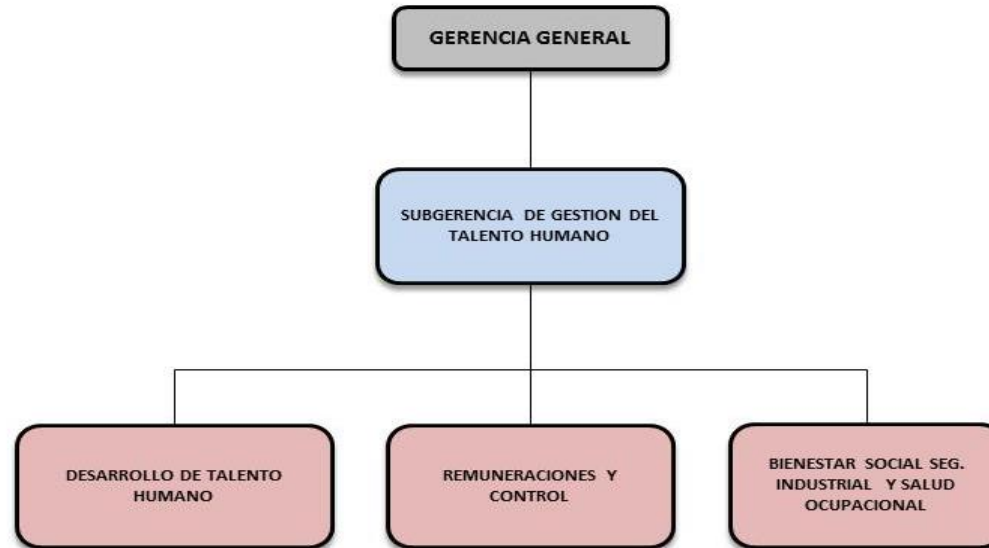 GERENCIA GENERAL
SUBGERENCIA DE GESTION DEL
TALENTO HUMANO
DESARROLLO DE TALENTO
HUMANO
REMUNERACIONES Y
CONTROL
BIENESTAR SOCIAL SEG.
INDUSTRIAL Y SALUD
OCUPACIONAL